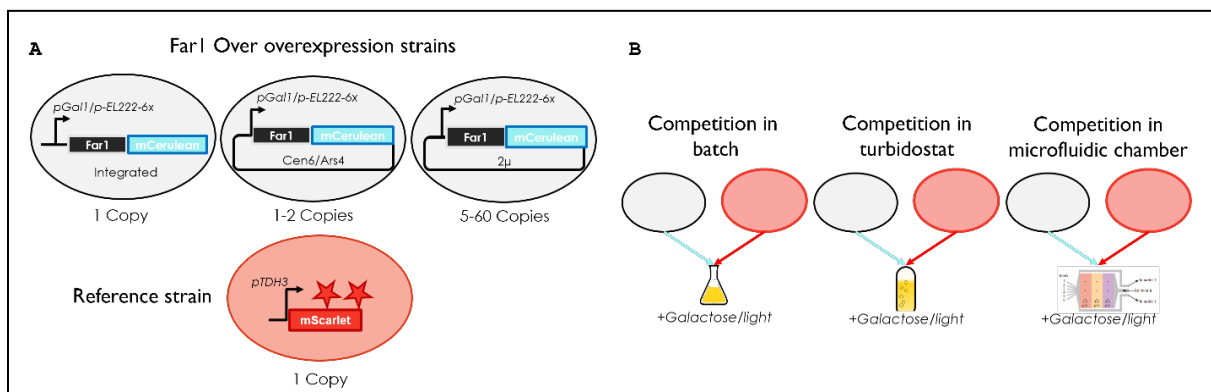 A
Far1 Over overexpression strains
pGal1/p-EL222-6x
Far1
mCerulean
Integrated
1 Copy
pGal1/p-EL222-6x
Far1
mCerulean
Cen6/Ars4
1-2 Copies
pGal1/p-EL222-6x
Far1
mCerulean
2μ
5-60 Copies
Reference strain
pTDH3
mScarlet
1 Copy
B
Competition in
batch
+Galactose/light
Competition in
turbidostat
+Galactose/light
Competition in
microfluidic chamber
+Galactose/light